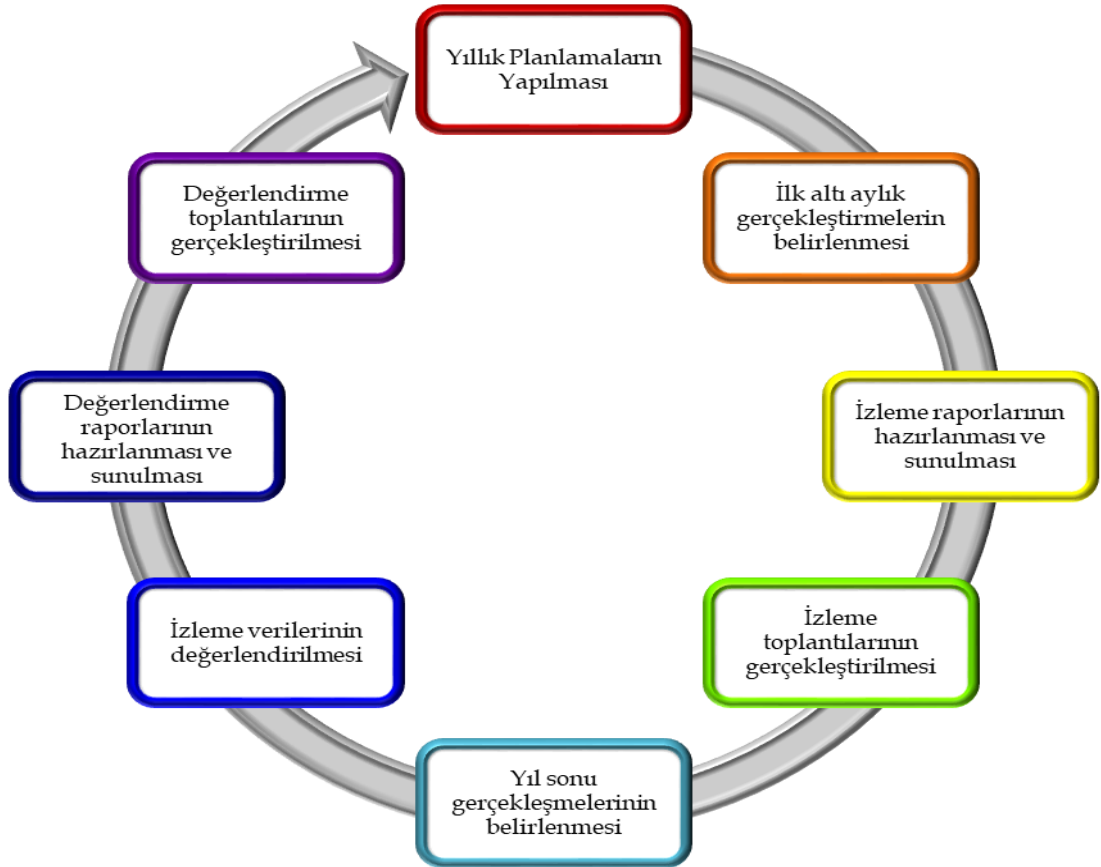 Yıllık Planlamaların
Yapılması
İlk altı aylık
gerçekleştirmelerin
belirlenmesi
İzleme raporlarının
hazırlanması ve
sunulması
İzleme
toplantılarının
gerçekleştirilmesi
Yıl sonu
gerçekleşmelerinin
belirlenmesi
İzleme verilerinin
değerlendirilmesi
Değerlendirme
raporlarının
hazırlanması ve
sunulması
Değerlendirme
toplantılarının
gerçekleştirilmesi